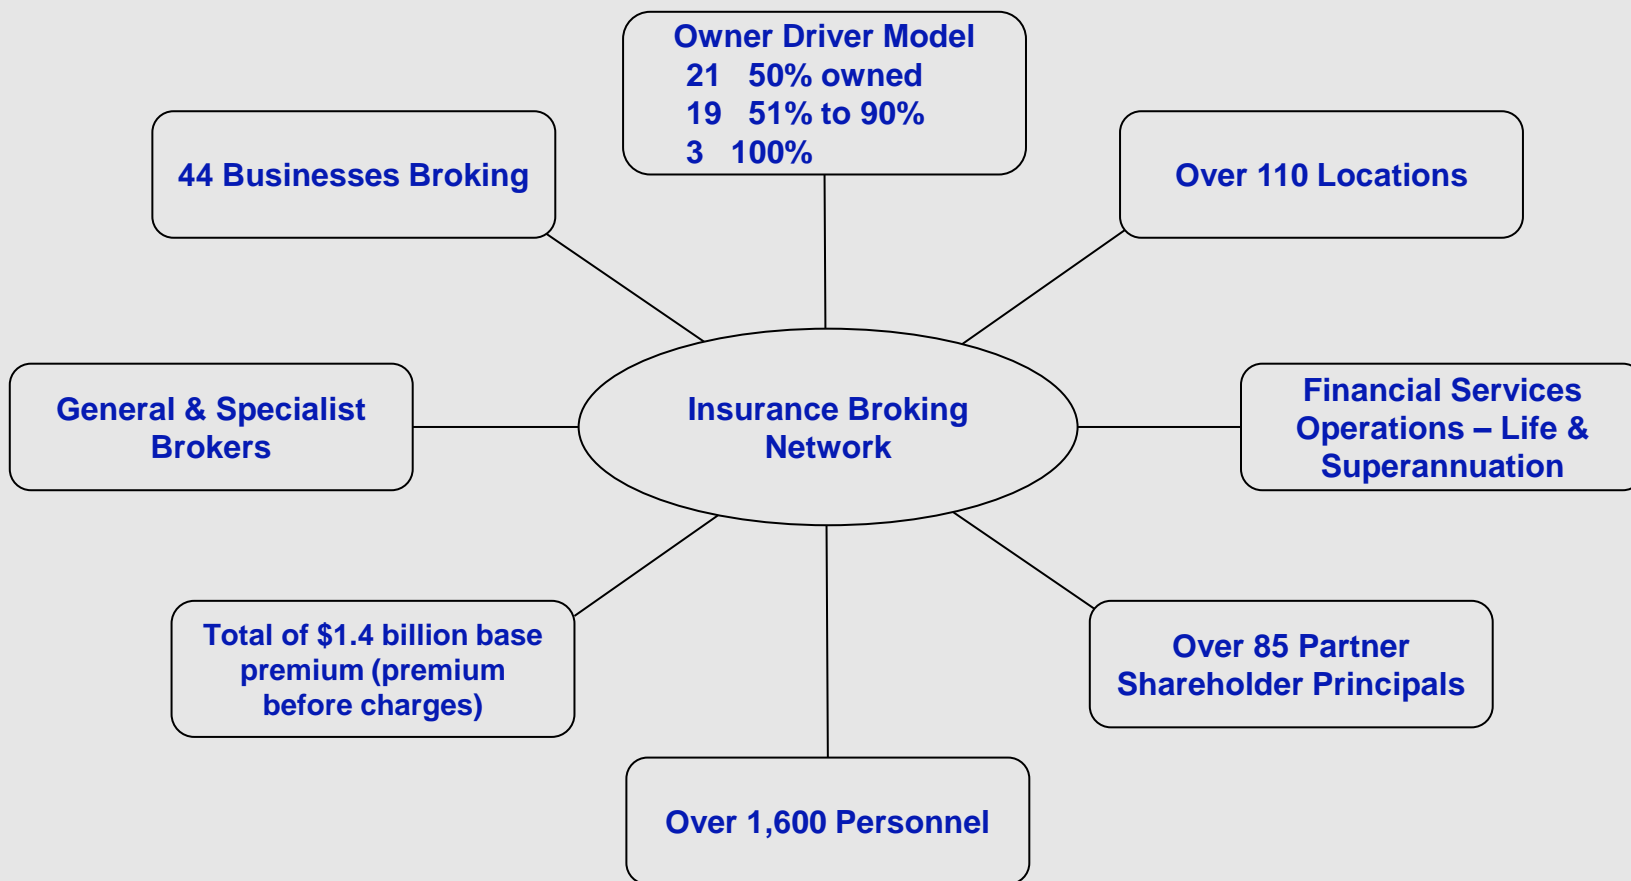 Owner Driver Model
21 50% owned
19 51% to 90%
3 100%
44 Businesses Broking
Over 110 Locations
General & Specialist
Brokers
Insurance Broking
Network
Financial Services
Operations – Life &
Superannuation
Total of $1.4 billion base
premium (premium
before charges)
Over 85 Partner
Shareholder Principals
Over 1,600 Personnel